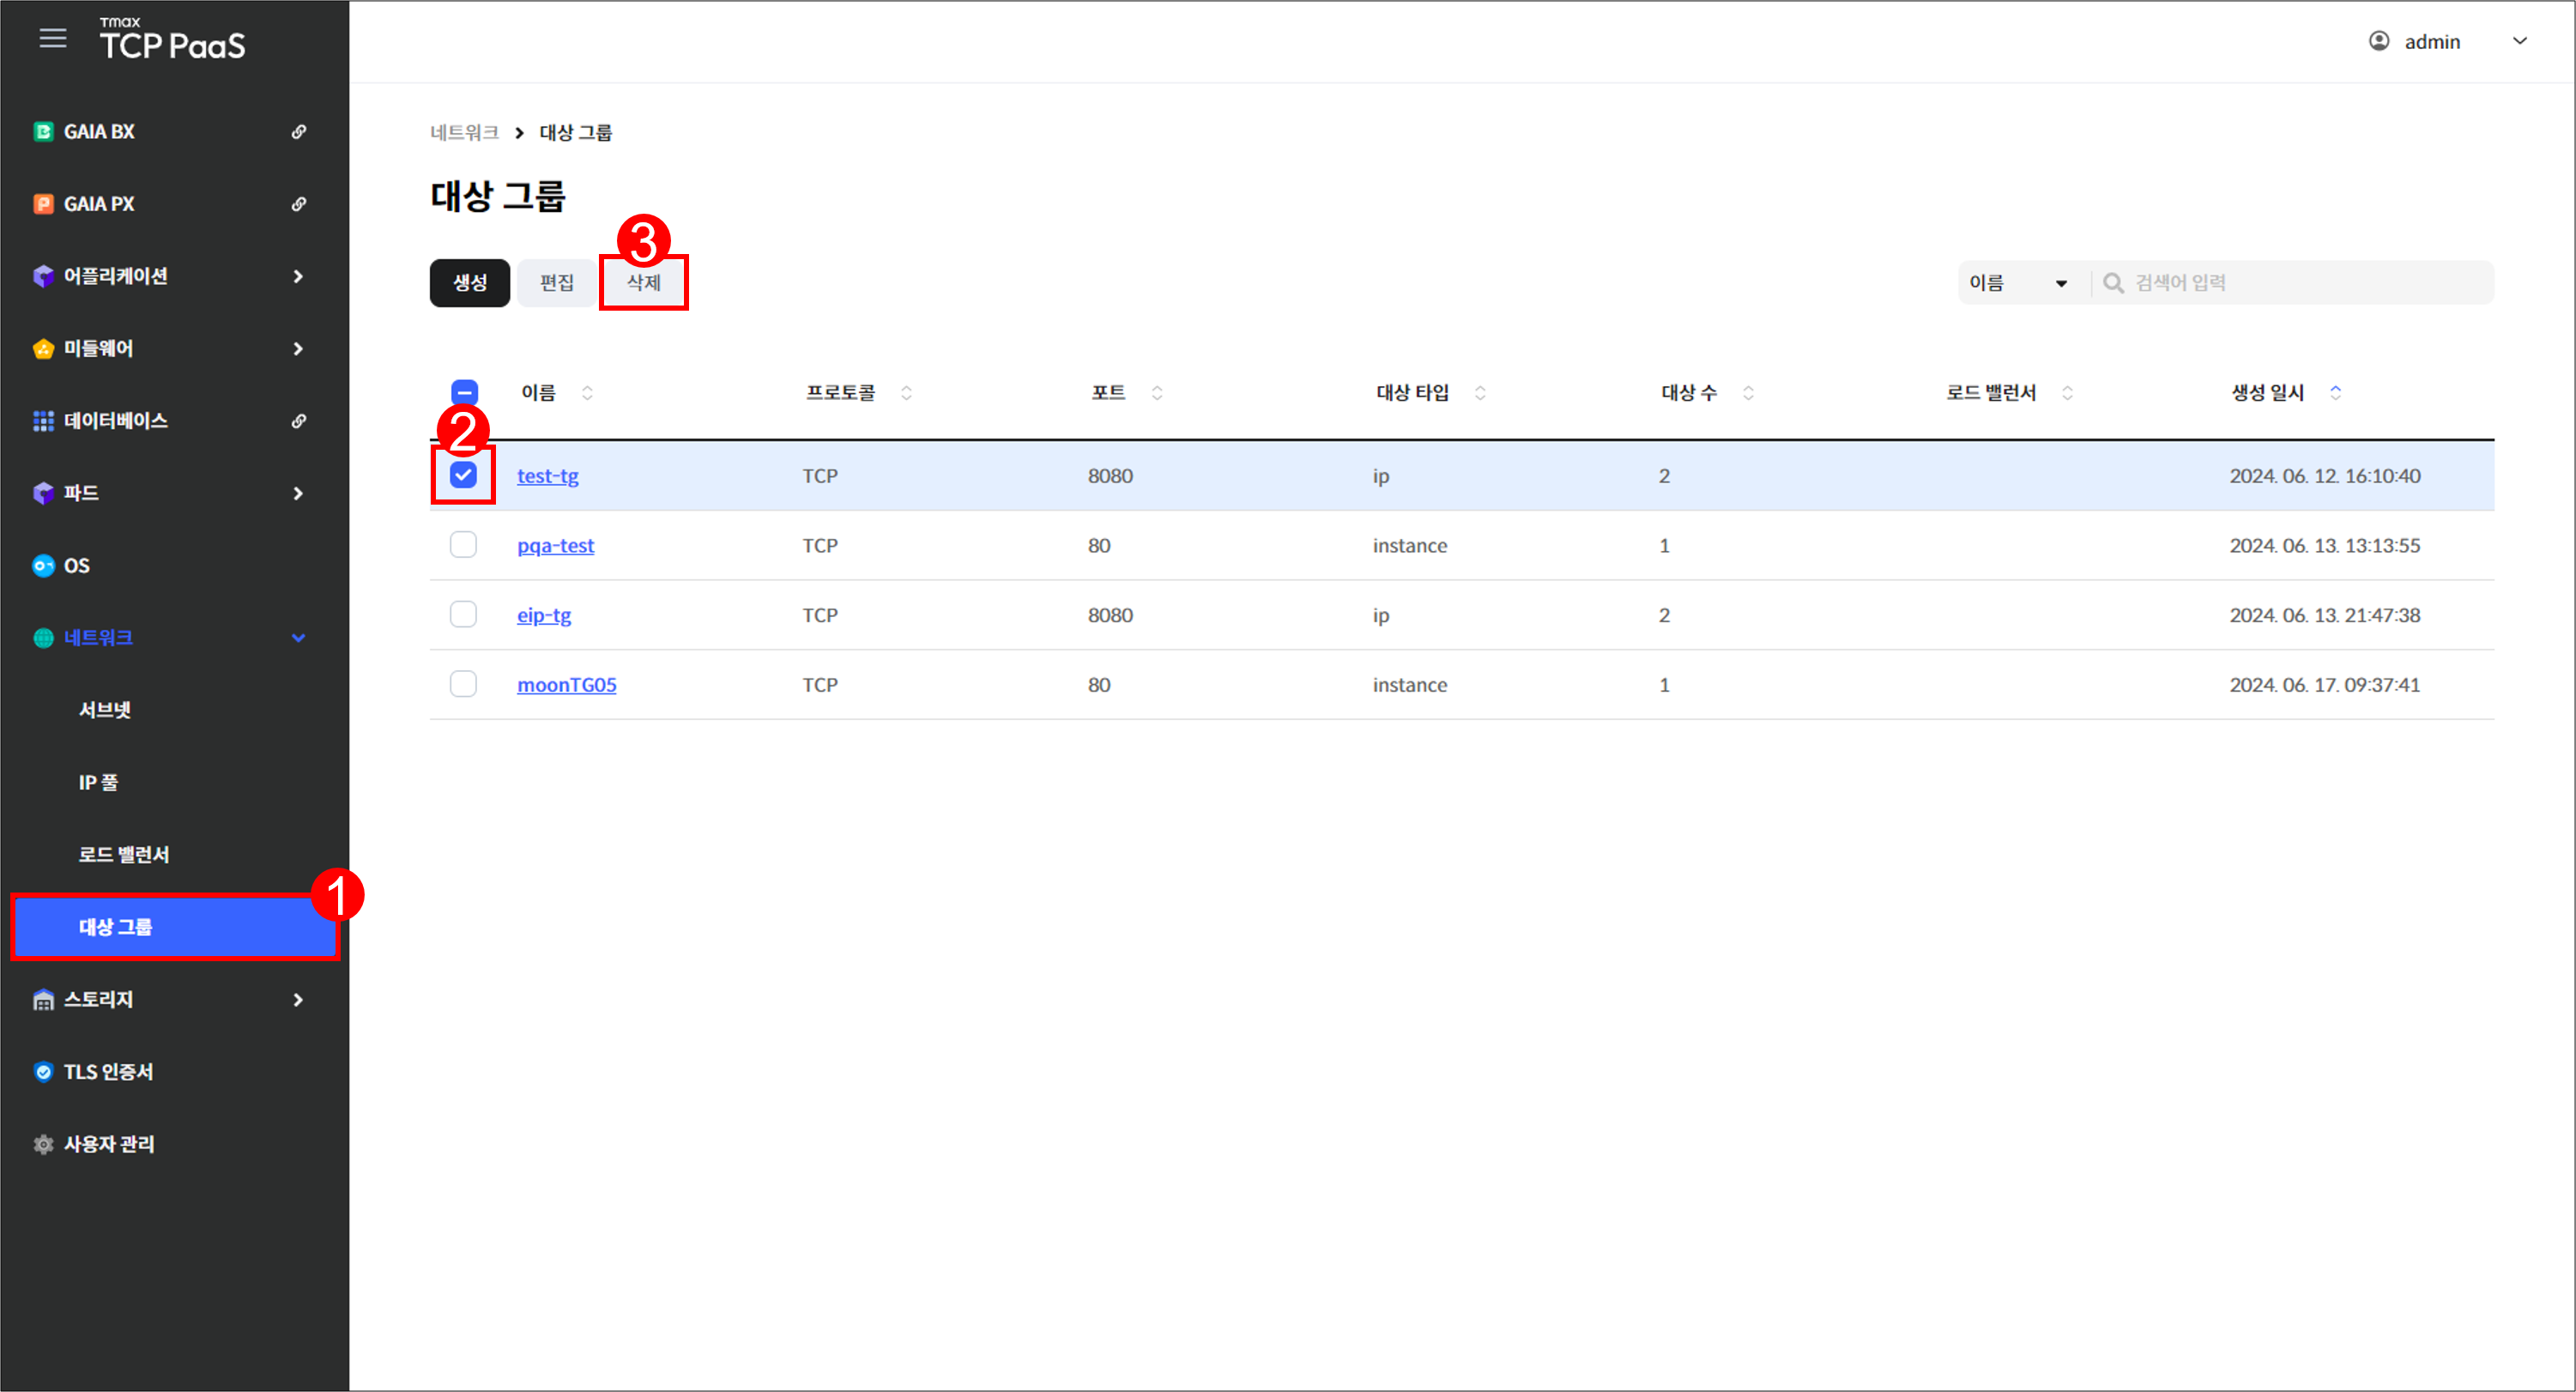 Tmax
TCP PaaS
admin
GAIA BX
GAIA PX
어플리케이션
미들웨어
데이터베이스
파드
OS
네트워크
서브넷
IP 풀
로드 밸런서
1
대상 그룹
스토리지
TLS 인증서
사용자 관리
네트워크 > 대상 그룹
대상 그룹
3
생성 편집 삭제 이름 검색어 입력
이름 프로토콜 포트 대상 타입 대상 수 로드 밸런서 생성 일시
2
test-tg TCP 8080 ip 2 2024. 06. 12. 16:10:40
pqa-test TCP 80 instance 1 2024. 06. 13. 13:13:55
eip-tg TCP 8080 ip 2 2024. 06. 13. 21:47:38
moonTG05 TCP 80 instance 1 2024. 06. 17. 09:37:41